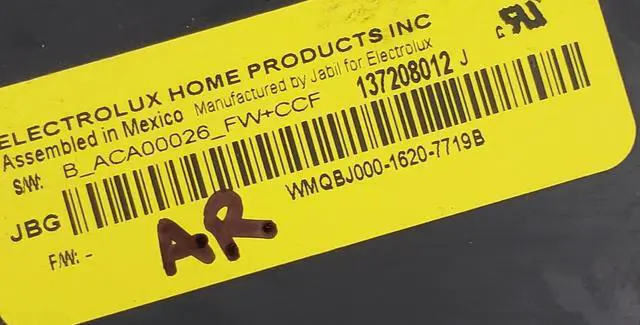 ELECTROLUX HOME PRODUCTS INC
Assembled in Mexico Manufactured by Jabil for Electrolux
S/W: B_ACA00026_FW+CCF 137208012 J
JBG
WMQBJ000-1620-7719B
F/W: -
AR